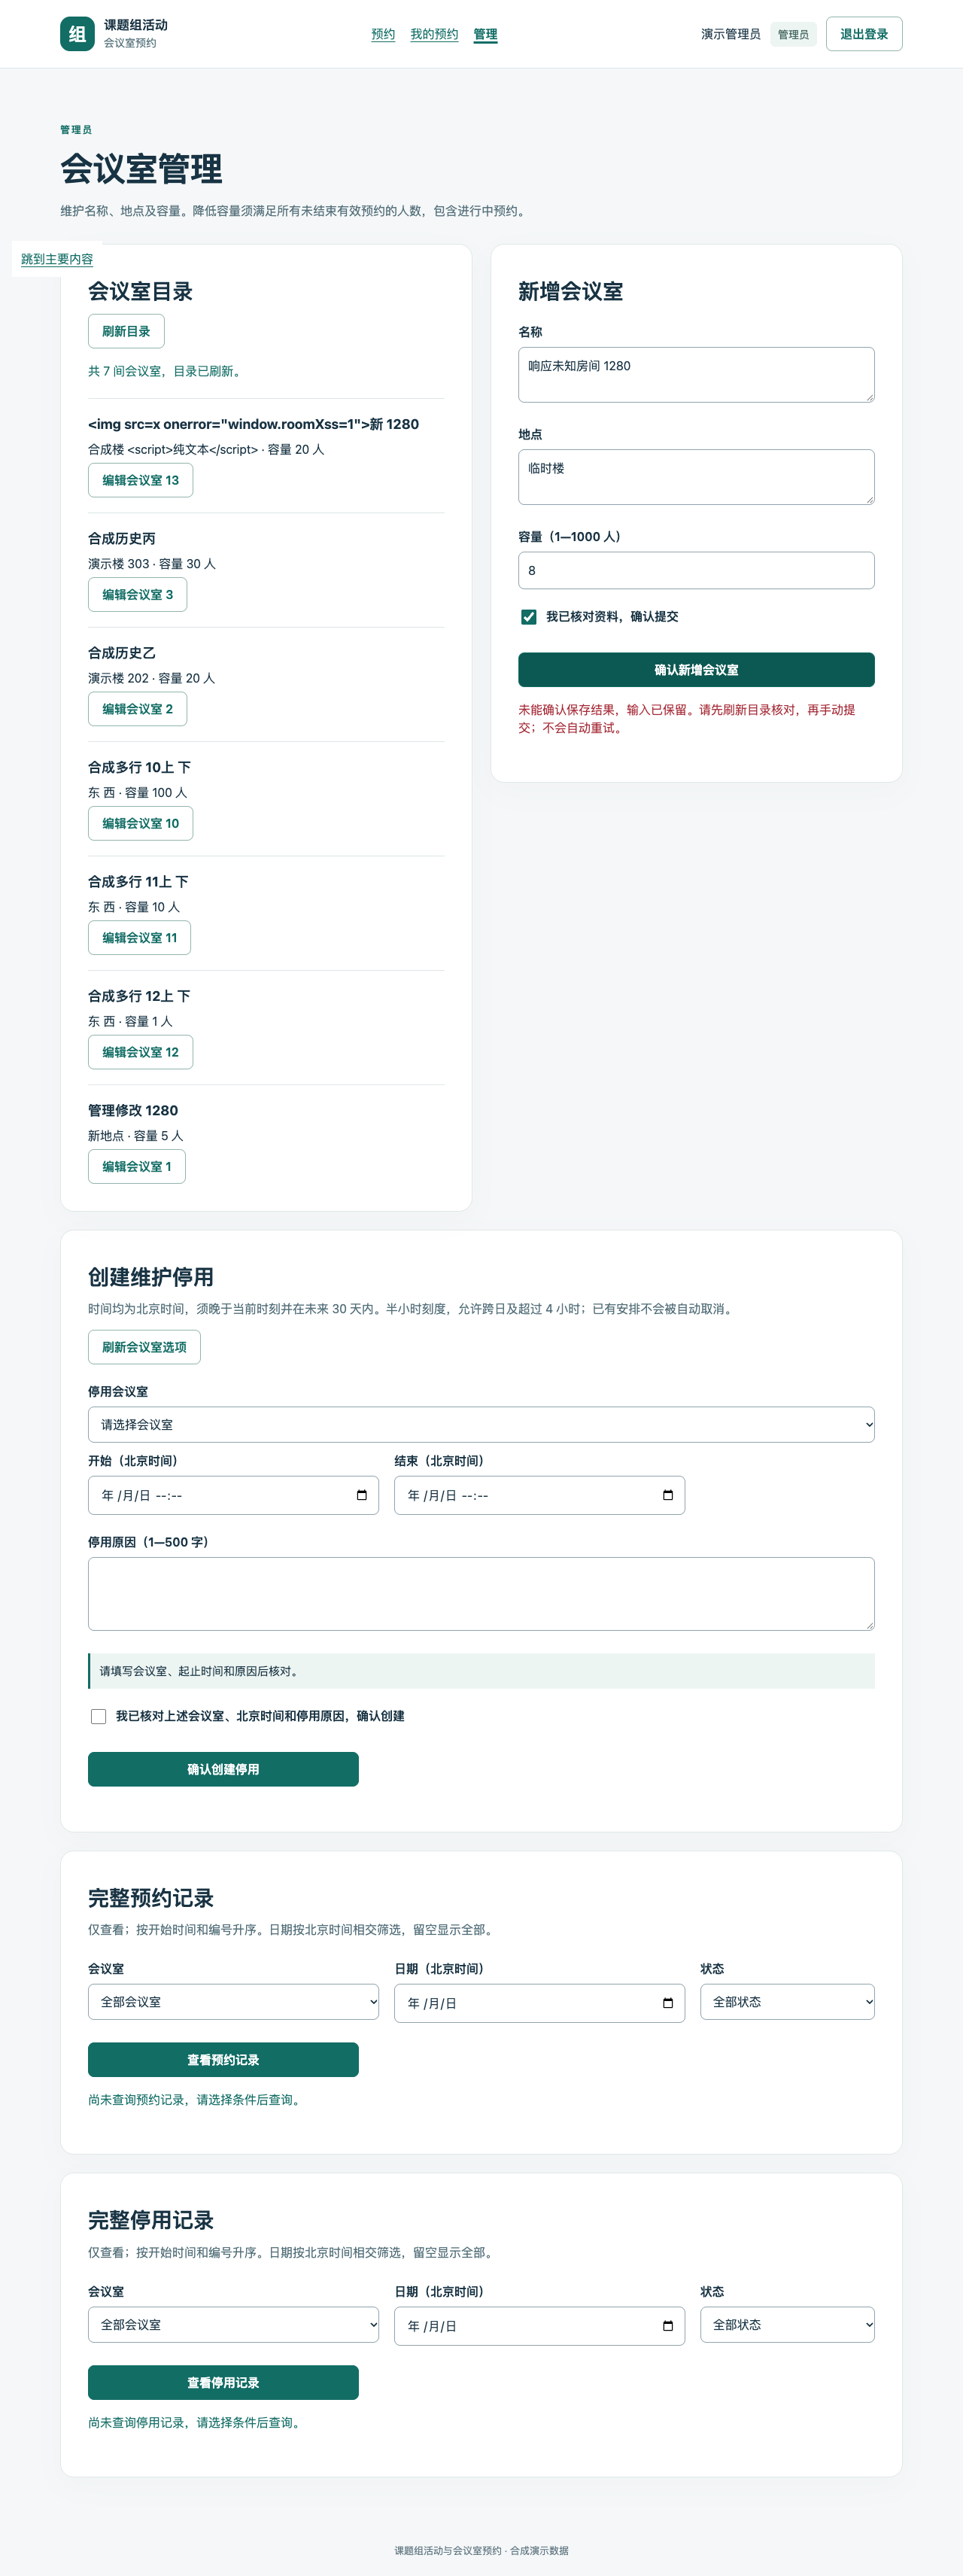 组
课题组活动
会议室预约
预约
我的预约
管理
演示管理员
管理员
退出登录
管理员
会议室管理
维护名称、地点及容量。降低容量须满足所有未结束有效预约的人数，包含进行中预约。
跳到主要内容
会议室目录
刷新目录
共 7 间会议室，目录已刷新。
<img src=x onerror="window.roomXss=1">新 1280
合成楼 <script>纯文本</script> · 容量 20 人
编辑会议室 13
合成历史丙
演示楼 303 · 容量 30 人
编辑会议室 3
合成历史乙
演示楼 202 · 容量 20 人
编辑会议室 2
合成多行 10上 下
东 西 · 容量 100 人
编辑会议室 10
合成多行 11上 下
东 西 · 容量 10 人
编辑会议室 11
合成多行 12上 下
东 西 · 容量 1 人
编辑会议室 12
管理修改 1280
新地点 · 容量 5 人
编辑会议室 1
新增会议室
名称
响应未知房间 1280
地点
临时楼
容量（1—1000 人）
8
我已核对资料，确认提交
确认新增会议室
未能确认保存结果，输入已保留。请先刷新目录核对，再手动提
交；不会自动重试。
创建维护停用
时间均为北京时间，须晚于当前时刻并在未来 30 天内。半小时刻度，允许跨日及超过 4 小时；已有安排不会被自动取消。
刷新会议室选项
停用会议室
请选择会议室
开始（北京时间）
结束（北京时间）
年 /月/日 --:--
年 /月/日 --:--
停用原因（1—500 字）
请填写会议室、起止时间和原因后核对。
我已核对上述会议室、北京时间和停用原因，确认创建
确认创建停用
完整预约记录
仅查看；按开始时间和编号升序。日期按北京时间相交筛选，留空显示全部。
会议室
日期（北京时间）
状态
全部会议室
年 /月/日
全部状态
查看预约记录
尚未查询预约记录，请选择条件后查询。
完整停用记录
仅查看；按开始时间和编号升序。日期按北京时间相交筛选，留空显示全部。
会议室
日期（北京时间）
状态
全部会议室
年 /月/日
全部状态
查看停用记录
尚未查询停用记录，请选择条件后查询。
课题组活动与会议室预约 · 合成演示数据